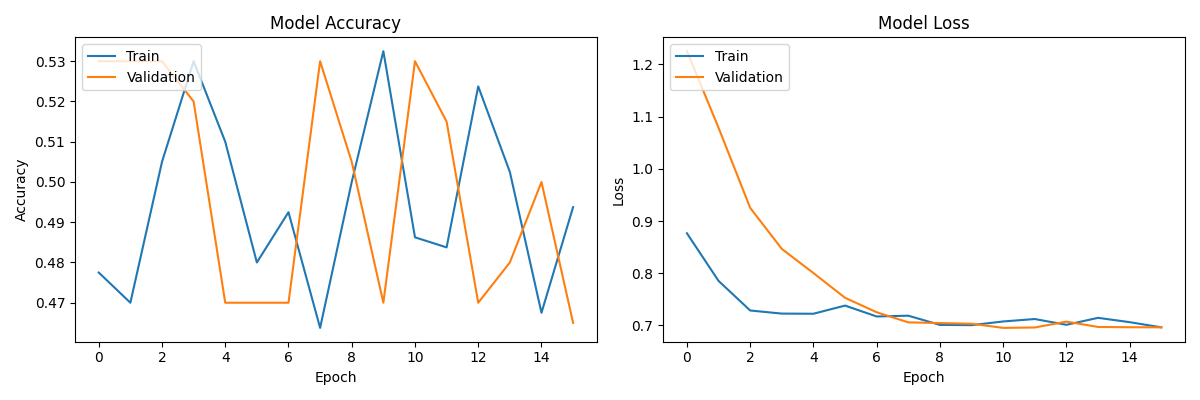 Model Accuracy
Train
Validation
0.53
0.52
0.51
0.50
0.49
0.48
0.47
Accuracy
0 2 4 6 8 10 12 14
Epoch
Model Loss
Train
Validation
1.2
1.1
1.0
0.9
0.8
0.7
Loss
0 2 4 6 8 10 12 14
Epoch